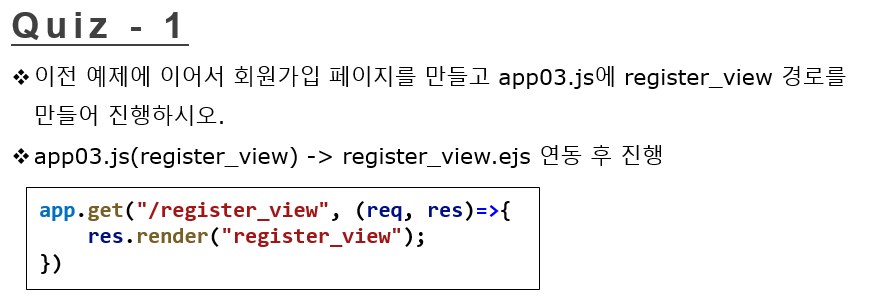 Quiz - 1
❖ 이전 예제에 이어서 회원가입 페이지를 만들고 app03.js에 register_view 경로를
만들어 진행하시오.
❖ app03.js(register_view) -> register_view.ejs 연동 후 진행
app.get("/register_view", (req, res)=>{
    res.render("register_view");
})